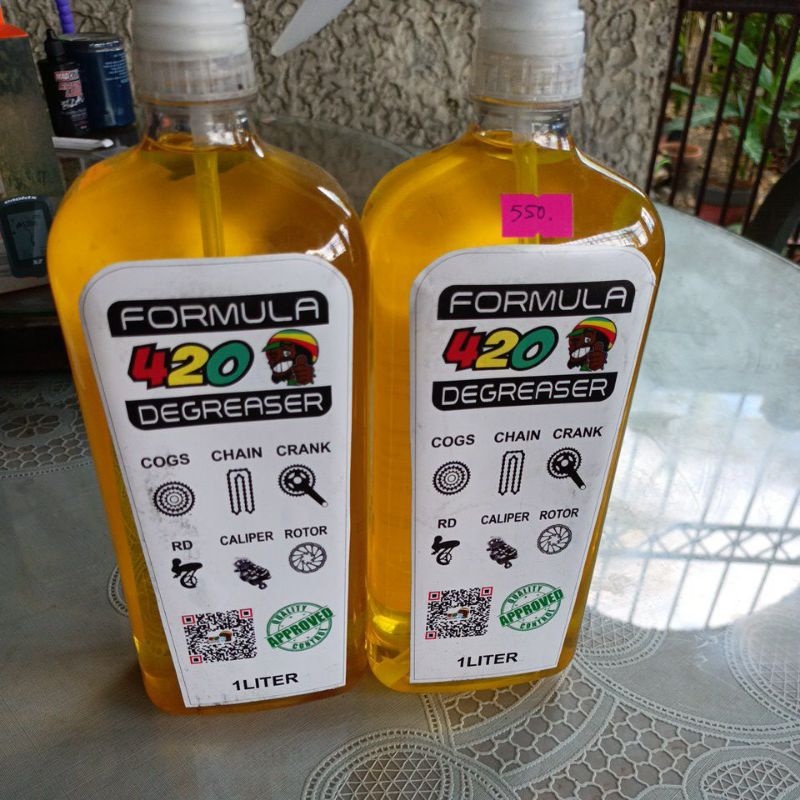 FORMULA
420
DEGREASER
COGS CHAIN CRANK
RD CALIPER ROTOR
QUALITY
APPROVED
CONTROL
1LITER
550.
FORMULA
420
DEGREASER
COGS CHAIN CRANK
RD CALIPER ROTOR
QUALITY
APPROVED
CONTROL
1LITER